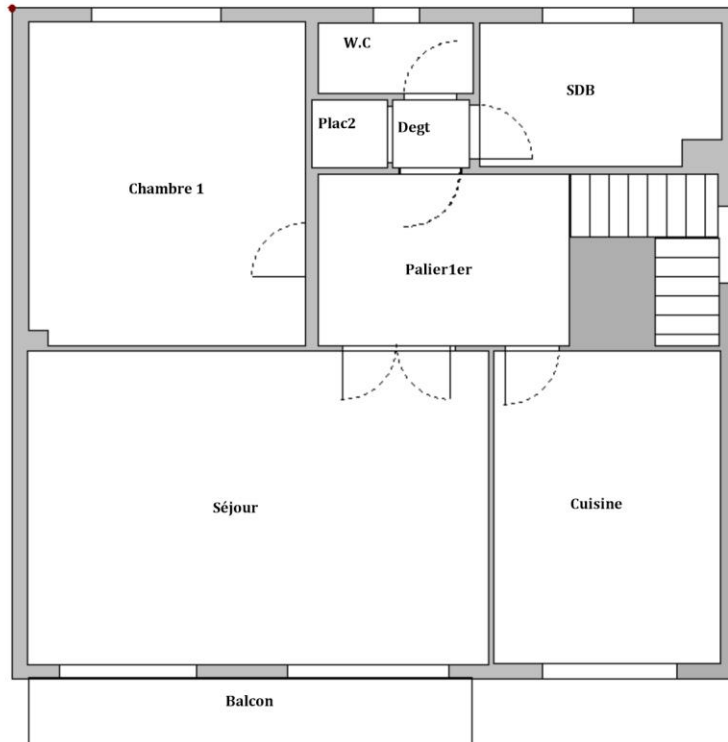 W.C
SDB
Plac2
Degt
Chambre 1
Palier1er
Séjour
Cuisine
Balcon